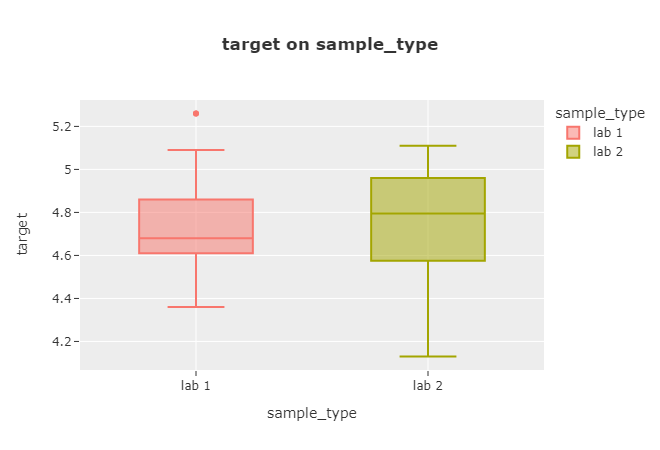 target on sample_type
sample_type
lab 1
lab 2
5.2
5
4.8
4.6
4.4
4.2
target
lab 1
lab 2
sample_type